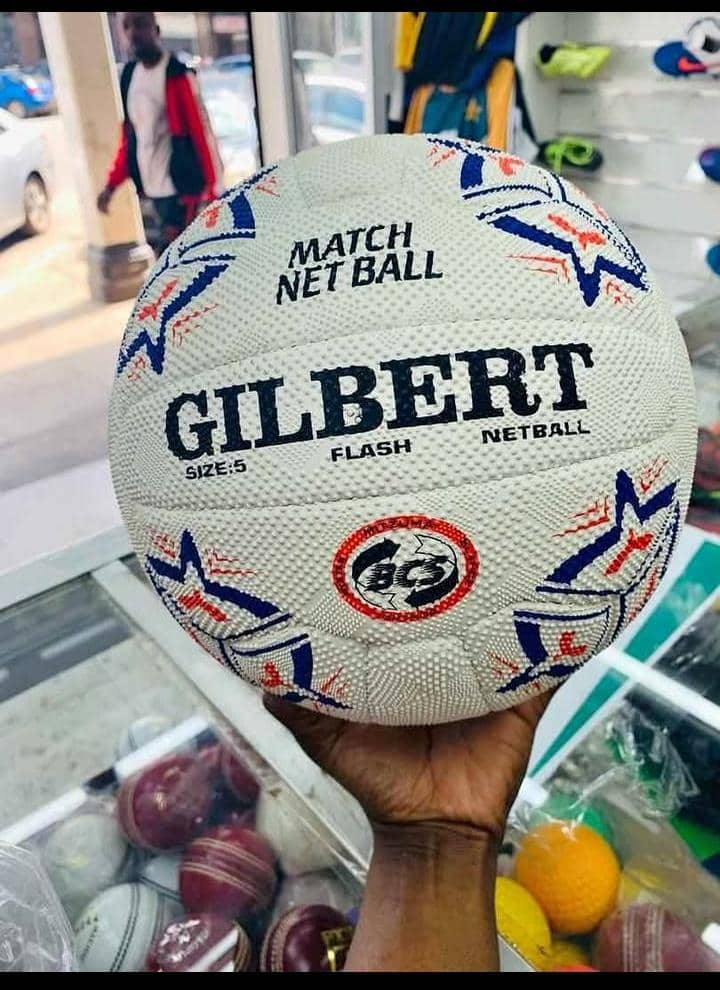 MATCH
NET BALL
GILBERT
SIZE:5 FLASH NETBALL
BCS